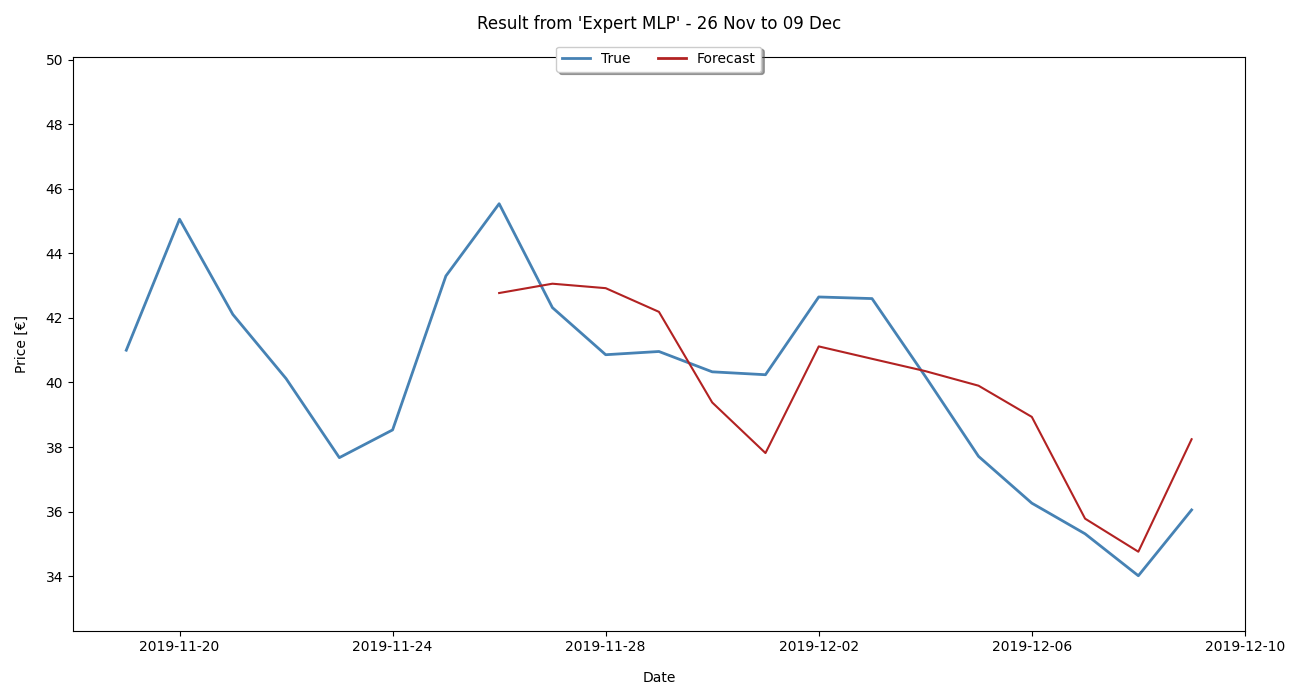 Result from 'Expert MLP' - 26 Nov to 09 Dec
True Forecast
50
48
46
44
42
40
38
36
34
Price [€]
2019-11-20 2019-11-24 2019-11-28 2019-12-02 2019-12-06 2019-12-10
Date